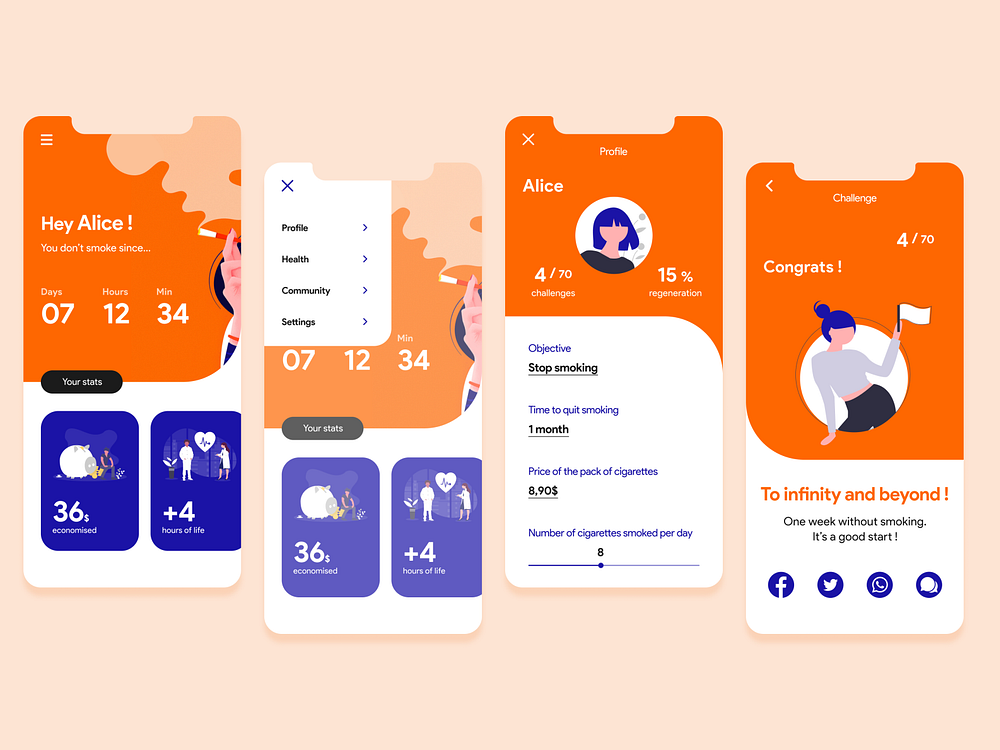 Hey Alice !
You don't smoke since...
Days Hours Min
07 12 34
Your stats
36$ +4
economised hours of life
Profile
Health
Community
Settings
Min
07 12 34
Your stats
36$ +4
economised hours of life
Profile
Alice
4 / 70 15 %
challenges regeneration
Objective
Stop smoking
Time to quit smoking
1 month
Price of the pack of cigarettes
8,90$
Number of cigarettes smoked per day
8
Challenge
4 / 70
Congrats !
To infinity and beyond !
One week without smoking.
It's a good start !